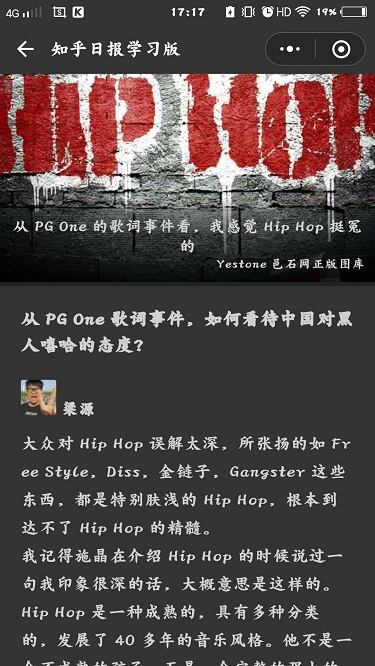 4G 17:17 HD 19%
知乎日报学习版
HIP HOP
从 PG One 的歌词事件看，我感觉 Hip Hop 挺冤
的
Yestone 邑石网正版图库
从 PG One 歌词事件，如何看待中国对黑
人嘻哈的态度？
梁源
大众对 Hip Hop 误解太深，所张扬的如 Fr
ee Style，Diss，金链子，Gangster 这些
东西，都是特别肤浅的 Hip Hop，根本到
达不了 Hip Hop 的精髓。
我记得施晶在介绍 Hip Hop 的时候说过一
句我印象很深的话，大概意思是这样的。
Hip Hop 是一种成熟的，具有多种分类
的，发展了 40 多年的音乐风格。他不是一